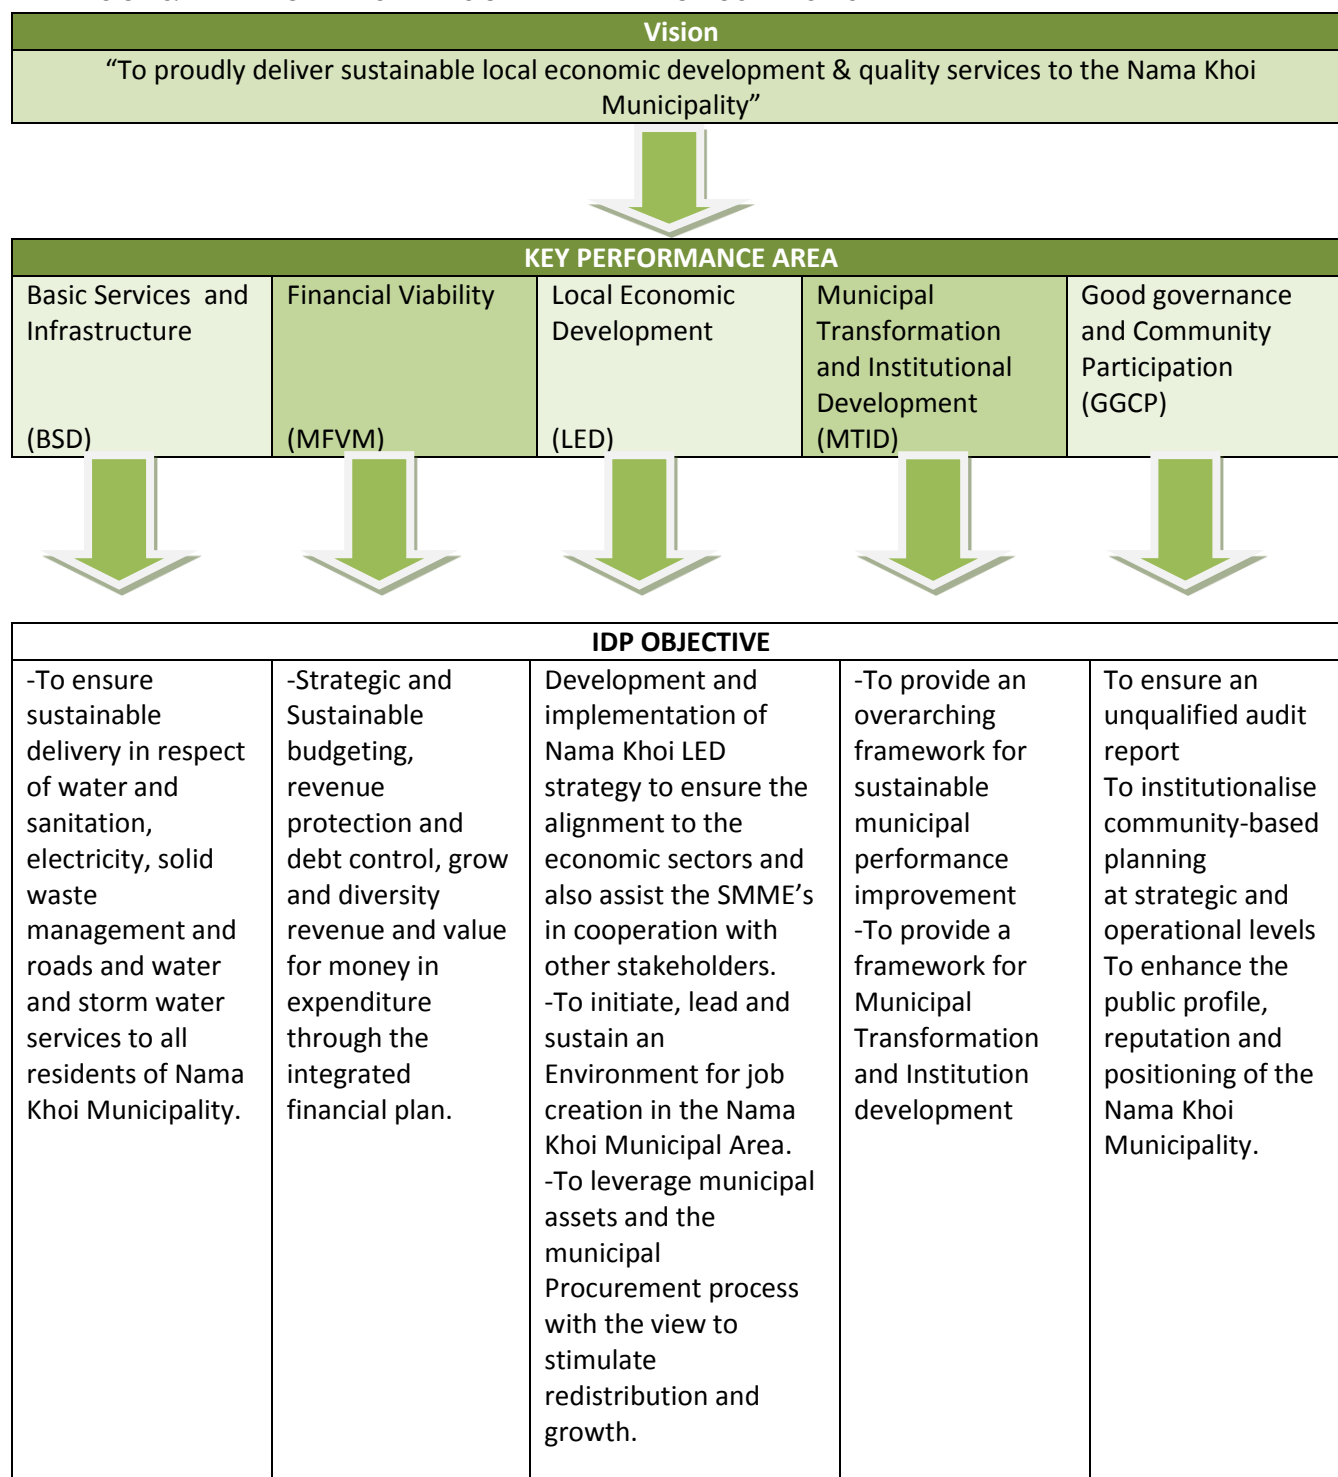 Vision
“To proudly deliver sustainable local economic development & quality services to the Nama Khoi
Municipality”
KEY PERFORMANCE AREA
Basic Services and
Infrastructure
(BSD)
Financial Viability
(MFVM)
Local Economic
Development
(LED)
Municipal
Transformation
and Institutional
Development
(MTID)
Good governance
and Community
Participation
(GGCP)
IDP OBJECTIVE
-To ensure
sustainable
delivery in respect
of water and
sanitation,
electricity, solid
waste
management and
roads and water
and storm water
services to all
residents of Nama
Khoi Municipality.
-Strategic and
Sustainable
budgeting,
revenue
protection and
debt control, grow
and diversity
revenue and value
for money in
expenditure
through the
integrated
financial plan.
Development and
implementation of
Nama Khoi LED
strategy to ensure the
alignment to the
economic sectors and
also assist the SMME’s
in cooperation with
other stakeholders.
-To initiate, lead and
sustain an
Environment for job
creation in the Nama
Khoi Municipal Area.
-To leverage municipal
assets and the
municipal
Procurement process
with the view to
stimulate
redistribution and
growth.
-To provide an
overarching
framework for
sustainable
municipal
performance
improvement
-To provide a
framework for
Municipal
Transformation
and Institution
development
To ensure an
unqualified audit
report
To institutionalise
community-based
planning
at strategic and
operational levels
To enhance the
public profile,
reputation and
positioning of the
Nama Khoi
Municipality.